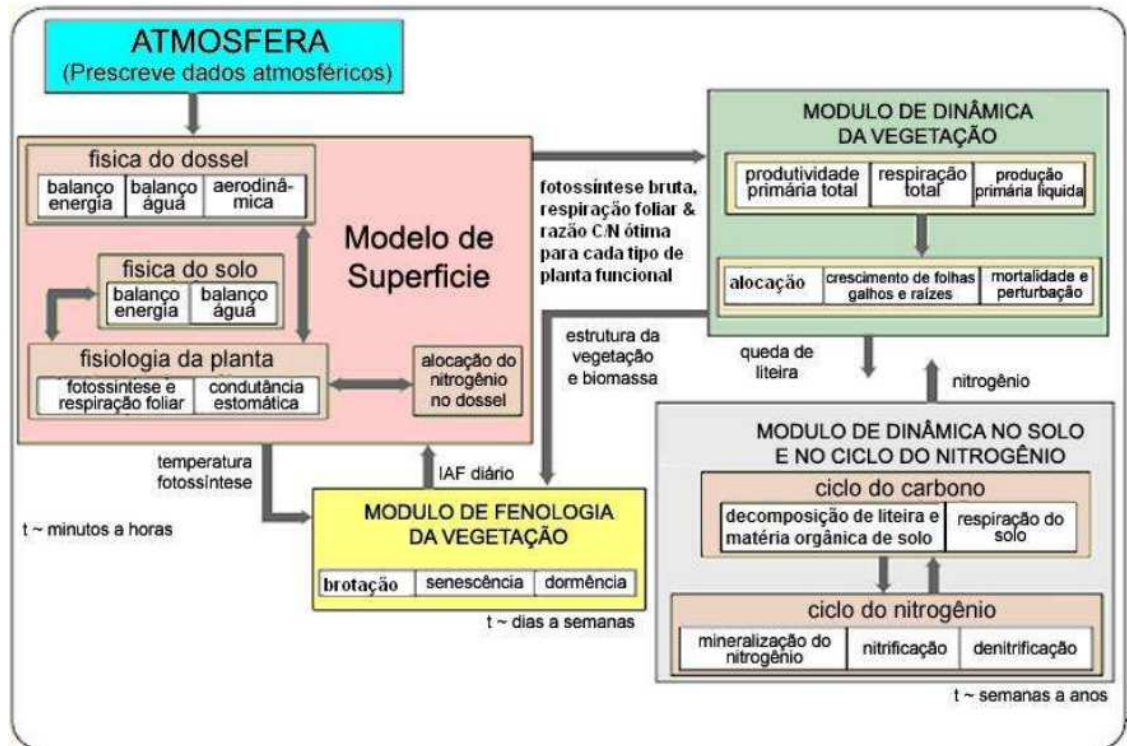 ATMOSFERA
(Prescreve dados atmosféricos)
fisica do dossel
balanço
energia
balanço
águá
aerodinâ-
mica
fisica do solo
balanço
energia
balanço
águá
fisiologia da planta
fotossíntese e
respiração foliar
condutância
estomática
Modelo de
Superficie
alocação do
nitrogênio
no dossel
fotossíntese bruta,
respiração foliar &
razão C/N ótima
para cada tipo de
planta funcional
MODULO DE DINÂMICA
DA VEGETAÇÃO
produtividade
primária total
respiração
total
produção
primária liquida
alocação
crescimento de folhas
galhos e raízes
mortalidade e
perturbação
estrutura da
vegetação
e biomassa
queda de
liteira
nitrogênio
temperatura
fotossíntese
IAF diário
t ~ minutos a horas
MODULO DE FENOLOGIA
DA VEGETAÇÃO
brotação
senescência
dormência
t ~ dias a semanas
MODULO DE DINÂMICA NO SOLO
E NO CICLO DO NITROGÊNIO
ciclo do carbono
decomposição de liteira e
matéria orgânica de solo
respiração do
solo
ciclo do nitrogênio
mineralização do
nitrogênio
nitrificação
denitrificação
t ~ semanas a anos